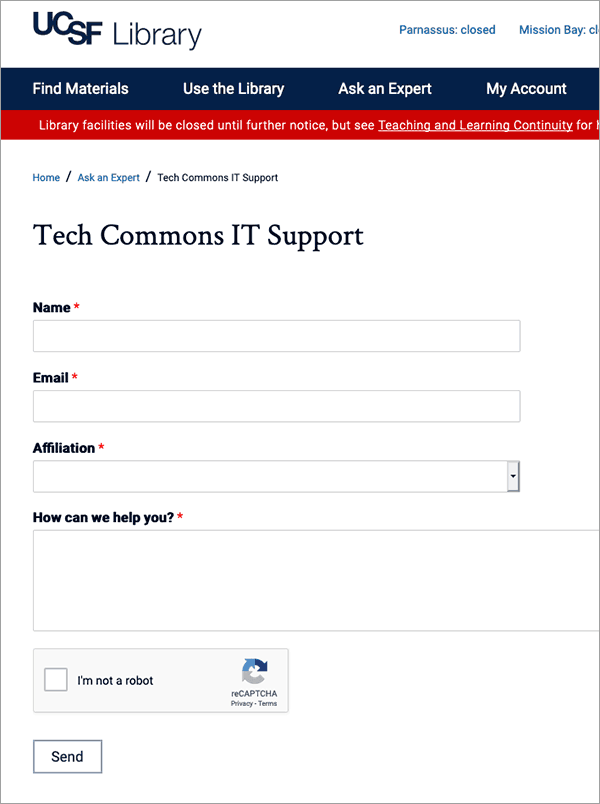 UCSF Library
Parnassus: closed Mission Bay:
Find Materials Use the Library Ask an Expert My Account
Library facilities will be closed until further notice, but see Teaching and Learning Continuity for
Home / Ask an Expert / Tech Commons IT Support
Tech Commons IT Support
Name *
Email *
Affiliation *
How can we help you? *
I'm not a robot
reCAPTCHA
Privacy - Terms
Send